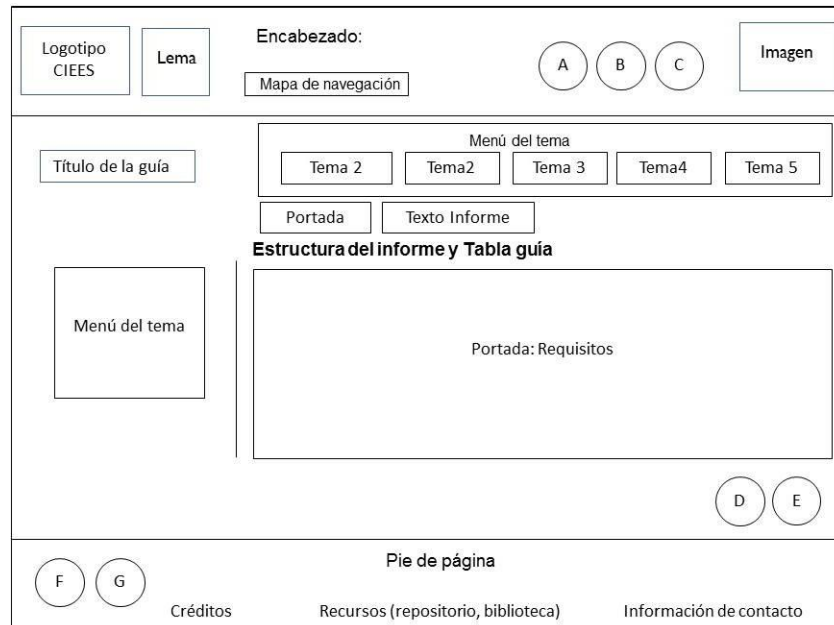 Logotipo
CIEES
Lema
Encabezado:
Mapa de navegación
A
B
C
Imagen
Título de la guía
Menú del tema
Tema 2
Tema2
Tema 3
Tema4
Tema 5
Portada
Texto Informe
Estructura del informe y Tabla guía
Menú del tema
Portada: Requisitos
D
E
Pie de página
F
G
Créditos
Recursos (repositorio, biblioteca)
Información de contacto